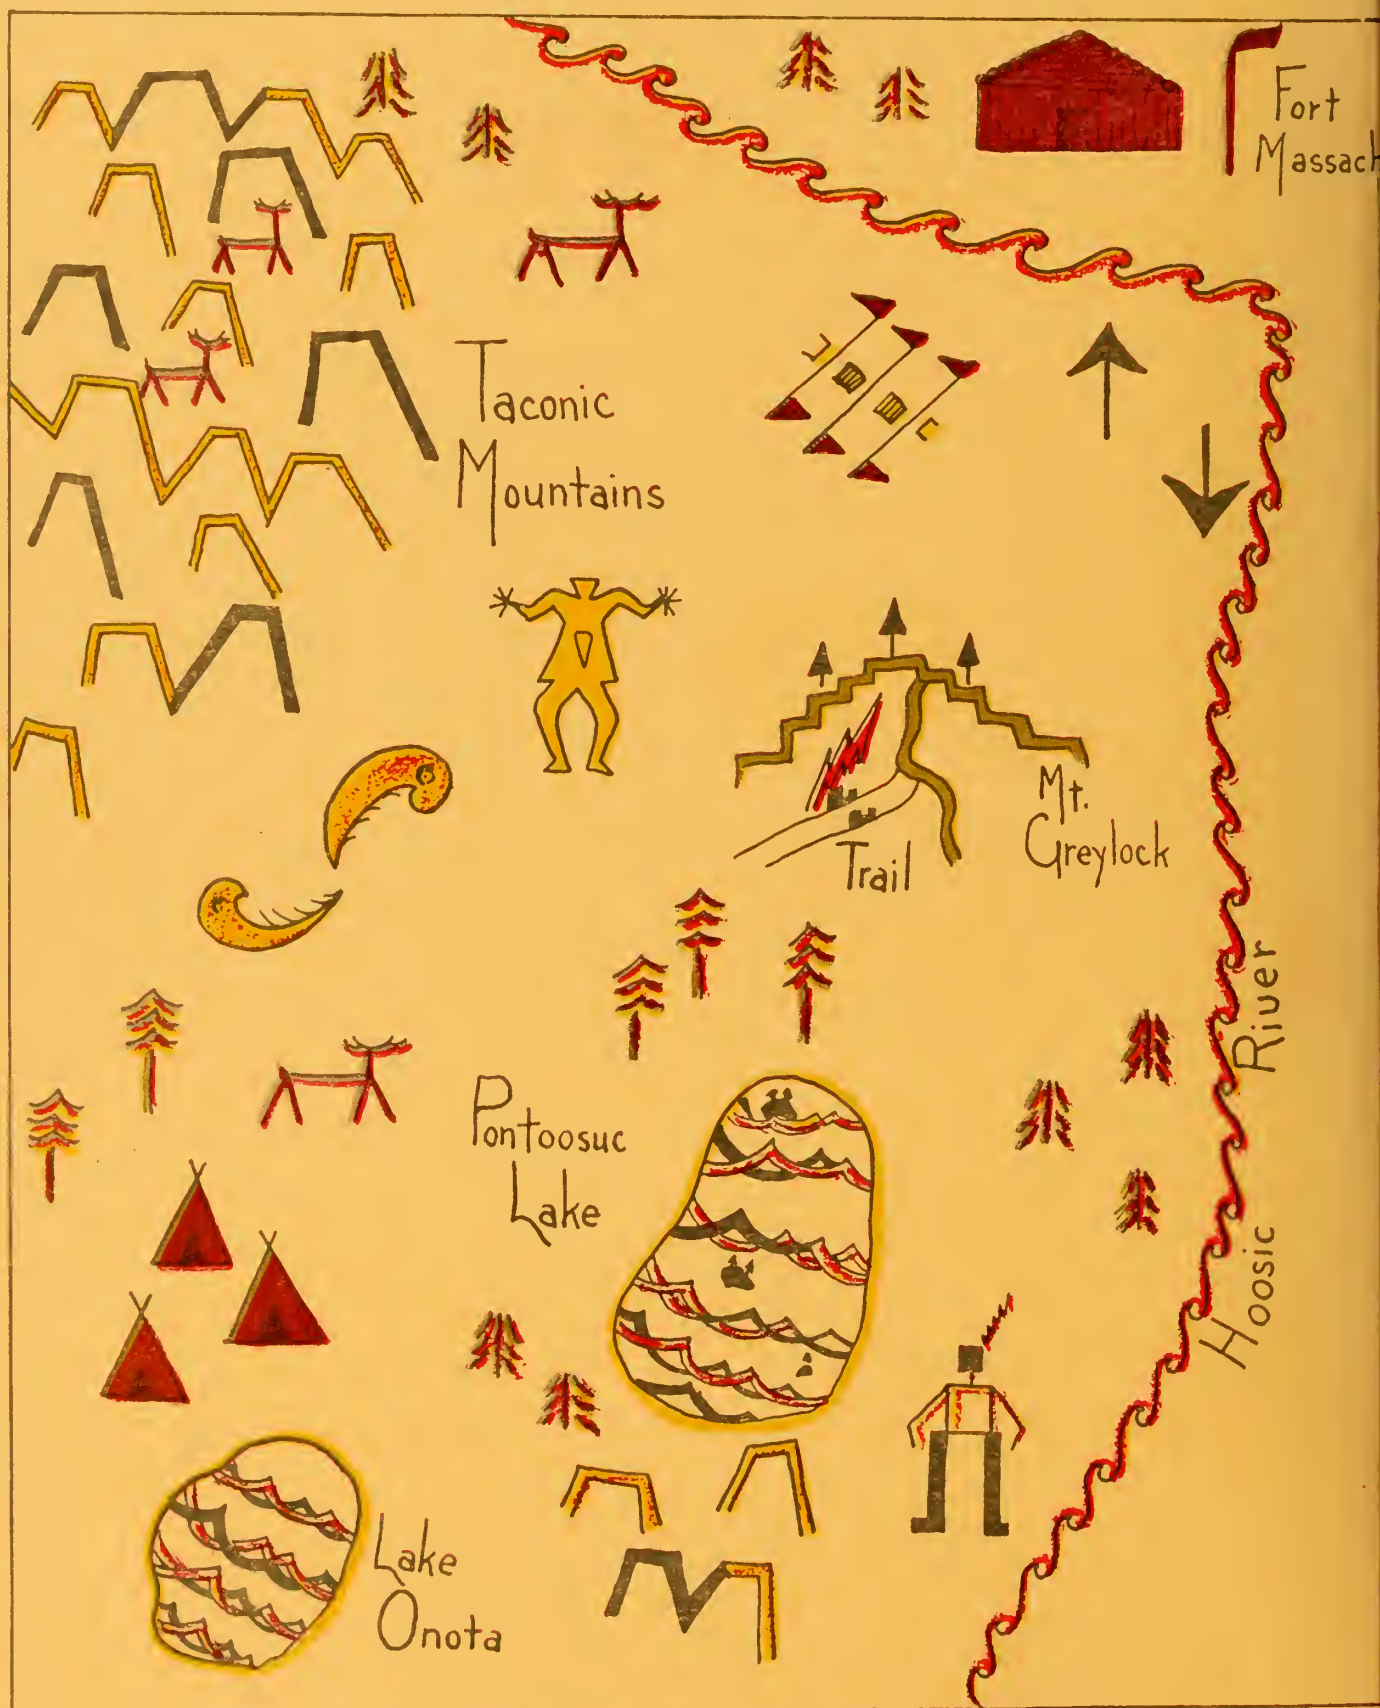 Fort
Massach
Taconic
Mountains
Mt.
Greylock
Trail
Hoosic River
Pontoosuc
Lake
Lake
Onota